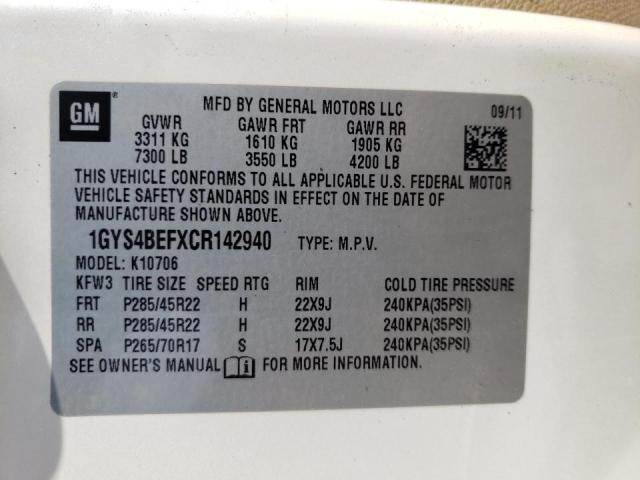 GM ®
MFD BY GENERAL MOTORS LLC 09/11
GVWR GAWR FRT GAWR RR
3311 KG 1610 KG 1905 KG
7300 LB 3550 LB 4200 LB
THIS VEHICLE CONFORMS TO ALL APPLICABLE U.S. FEDERAL MOTOR
VEHICLE SAFETY STANDARDS IN EFFECT ON THE DATE OF
MANUFACTURE SHOWN ABOVE.
1GYS4BEFXCR142940 TYPE: M.P.V.
MODEL: K10706
KFW3 TIRE SIZE SPEED RTG RIM COLD TIRE PRESSURE
FRT P285/45R22 H 22X9J 240KPA(35PSI)
RR P285/45R22 H 22X9J 240KPA(35PSI)
SPA P265/70R17 S 17X7.5J 240KPA(35PSI)
SEE OWNER'S MANUAL FOR MORE INFORMATION.